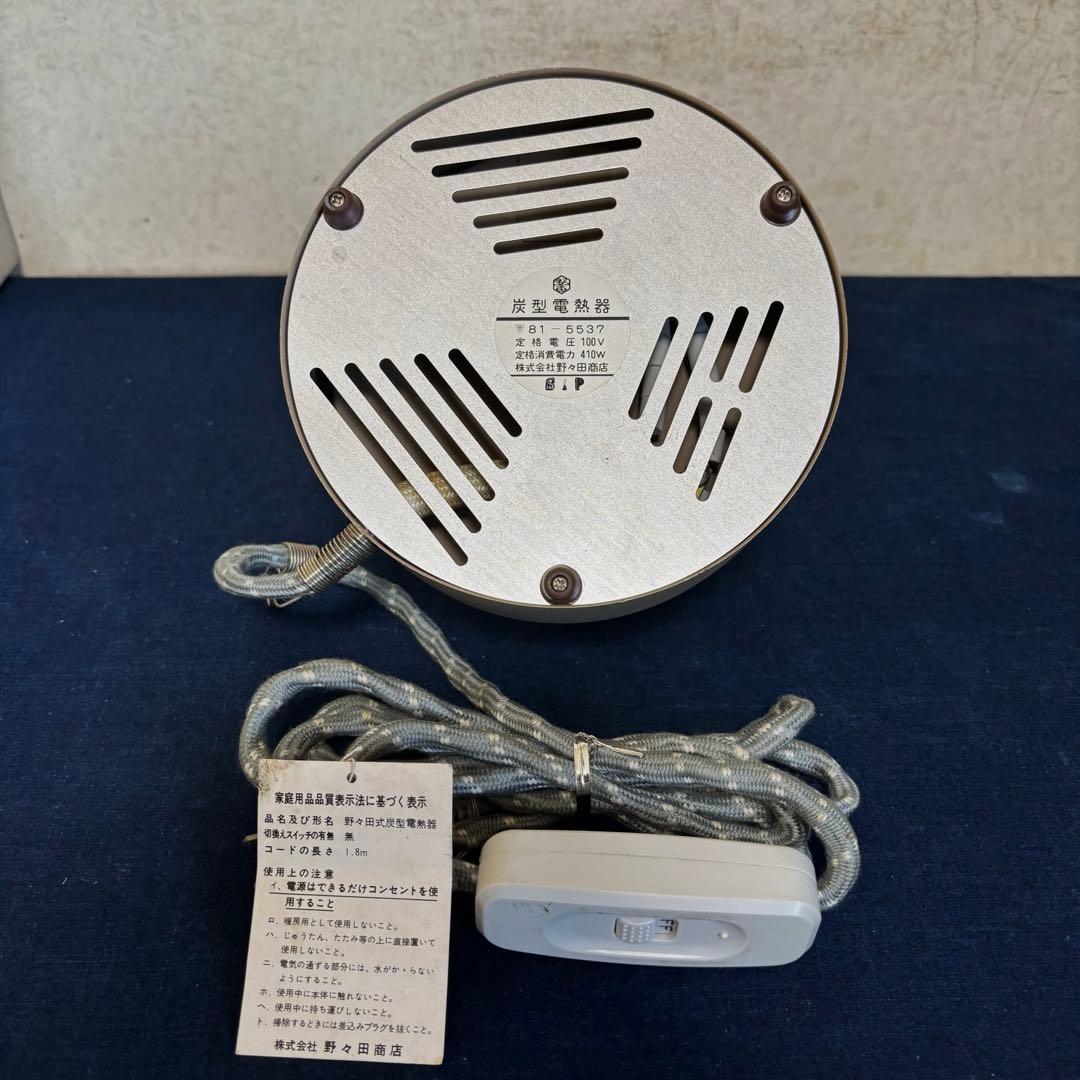 炭型電熱器
81-5537
定格電圧 100V
定格消費電力 410W
株式会社野々田商店
家庭用品品質表示法に基づく表示
品名及び形名 野々田式炭型電熱器
切換えスイッチの有無 無
コードの長さ 1.8m
使用上の注意
イ. 電源はできるだけコンセントを使
用すること
ロ. 暖房用として使用しないこと。
ハ. じゅうたん、たたみ等の上に直接置いて
使用しないこと。
ニ. 電気の通ずる部分には、水がかゝらない
ようにすること。
ホ. 使用中に本体に触れないこと。
ヘ. 使用中に持ち運びしないこと。
ト. 掃除するときには差込みプラグを抜くこと。
株式会社 野々田商店